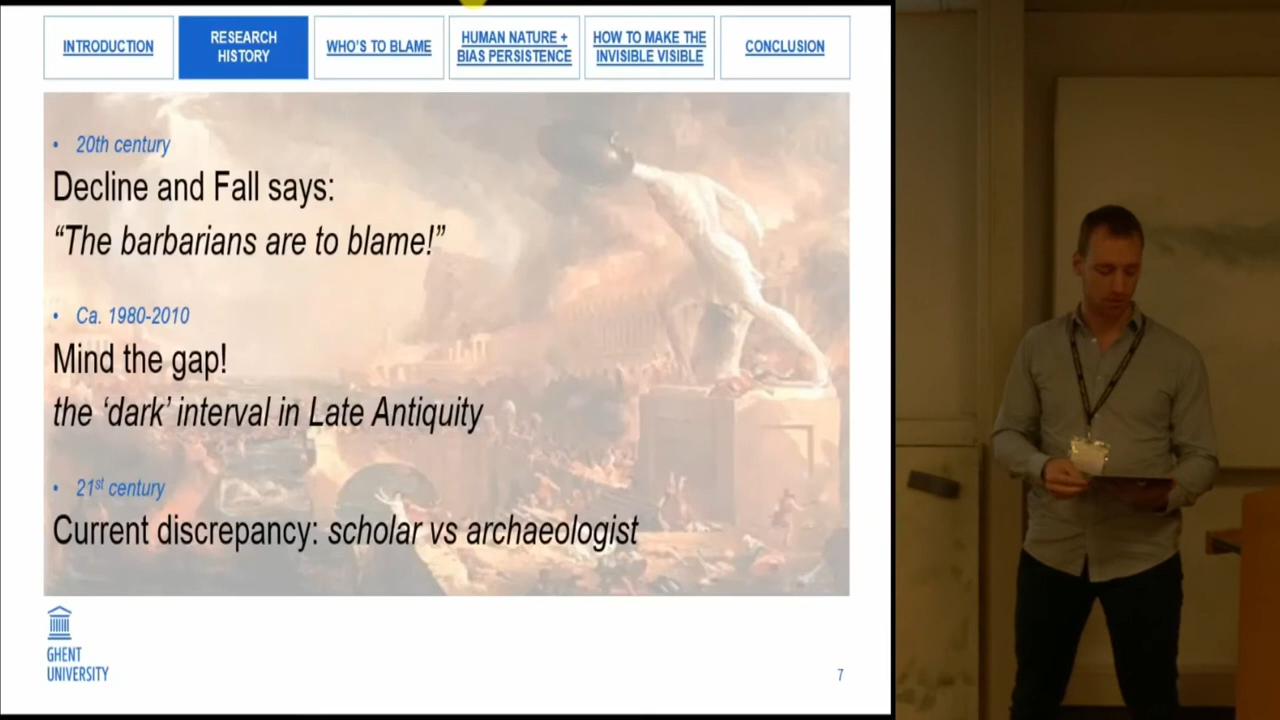 INTRODUCTION
RESEARCH
HISTORY
WHO'S TO BLAME
HUMAN NATURE +
BIAS PERSISTENCE
HOW TO MAKE THE
INVISIBLE VISIBLE
CONCLUSION
• 20th century
Decline and Fall says:
“The barbarians are to blame!”
• Ca. 1980-2010
Mind the gap!
the ‘dark’ interval in Late Antiquity
• 21st century
Current discrepancy: scholar vs archaeologist
GHENT
UNIVERSITY
7